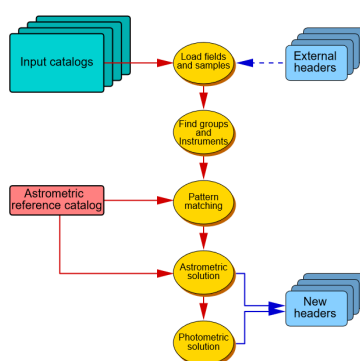 Input catalogs
Load fields
and samples
External
headers
Find groups
and
Instruments
Astrometric
reference catalog
Pattern
matching
Astrometric
solution
New
headers
Photometric
solution